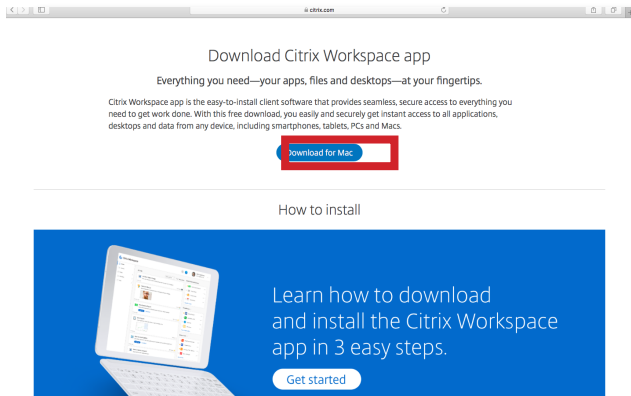 citrix.com
Download Citrix Workspace app
Everything you need—your apps, files and desktops—at your fingertips.
Citrix Workspace app is the easy-to-install client software that provides seamless, secure access to everything you
need to get work done. With this free download, you easily and securely get instant access to all applications,
desktops and data from any device, including smartphones, tablets, PCs and Macs.
Download for Mac
How to install
Learn how to download
and install the Citrix Workspace
app in 3 easy steps.
Get started